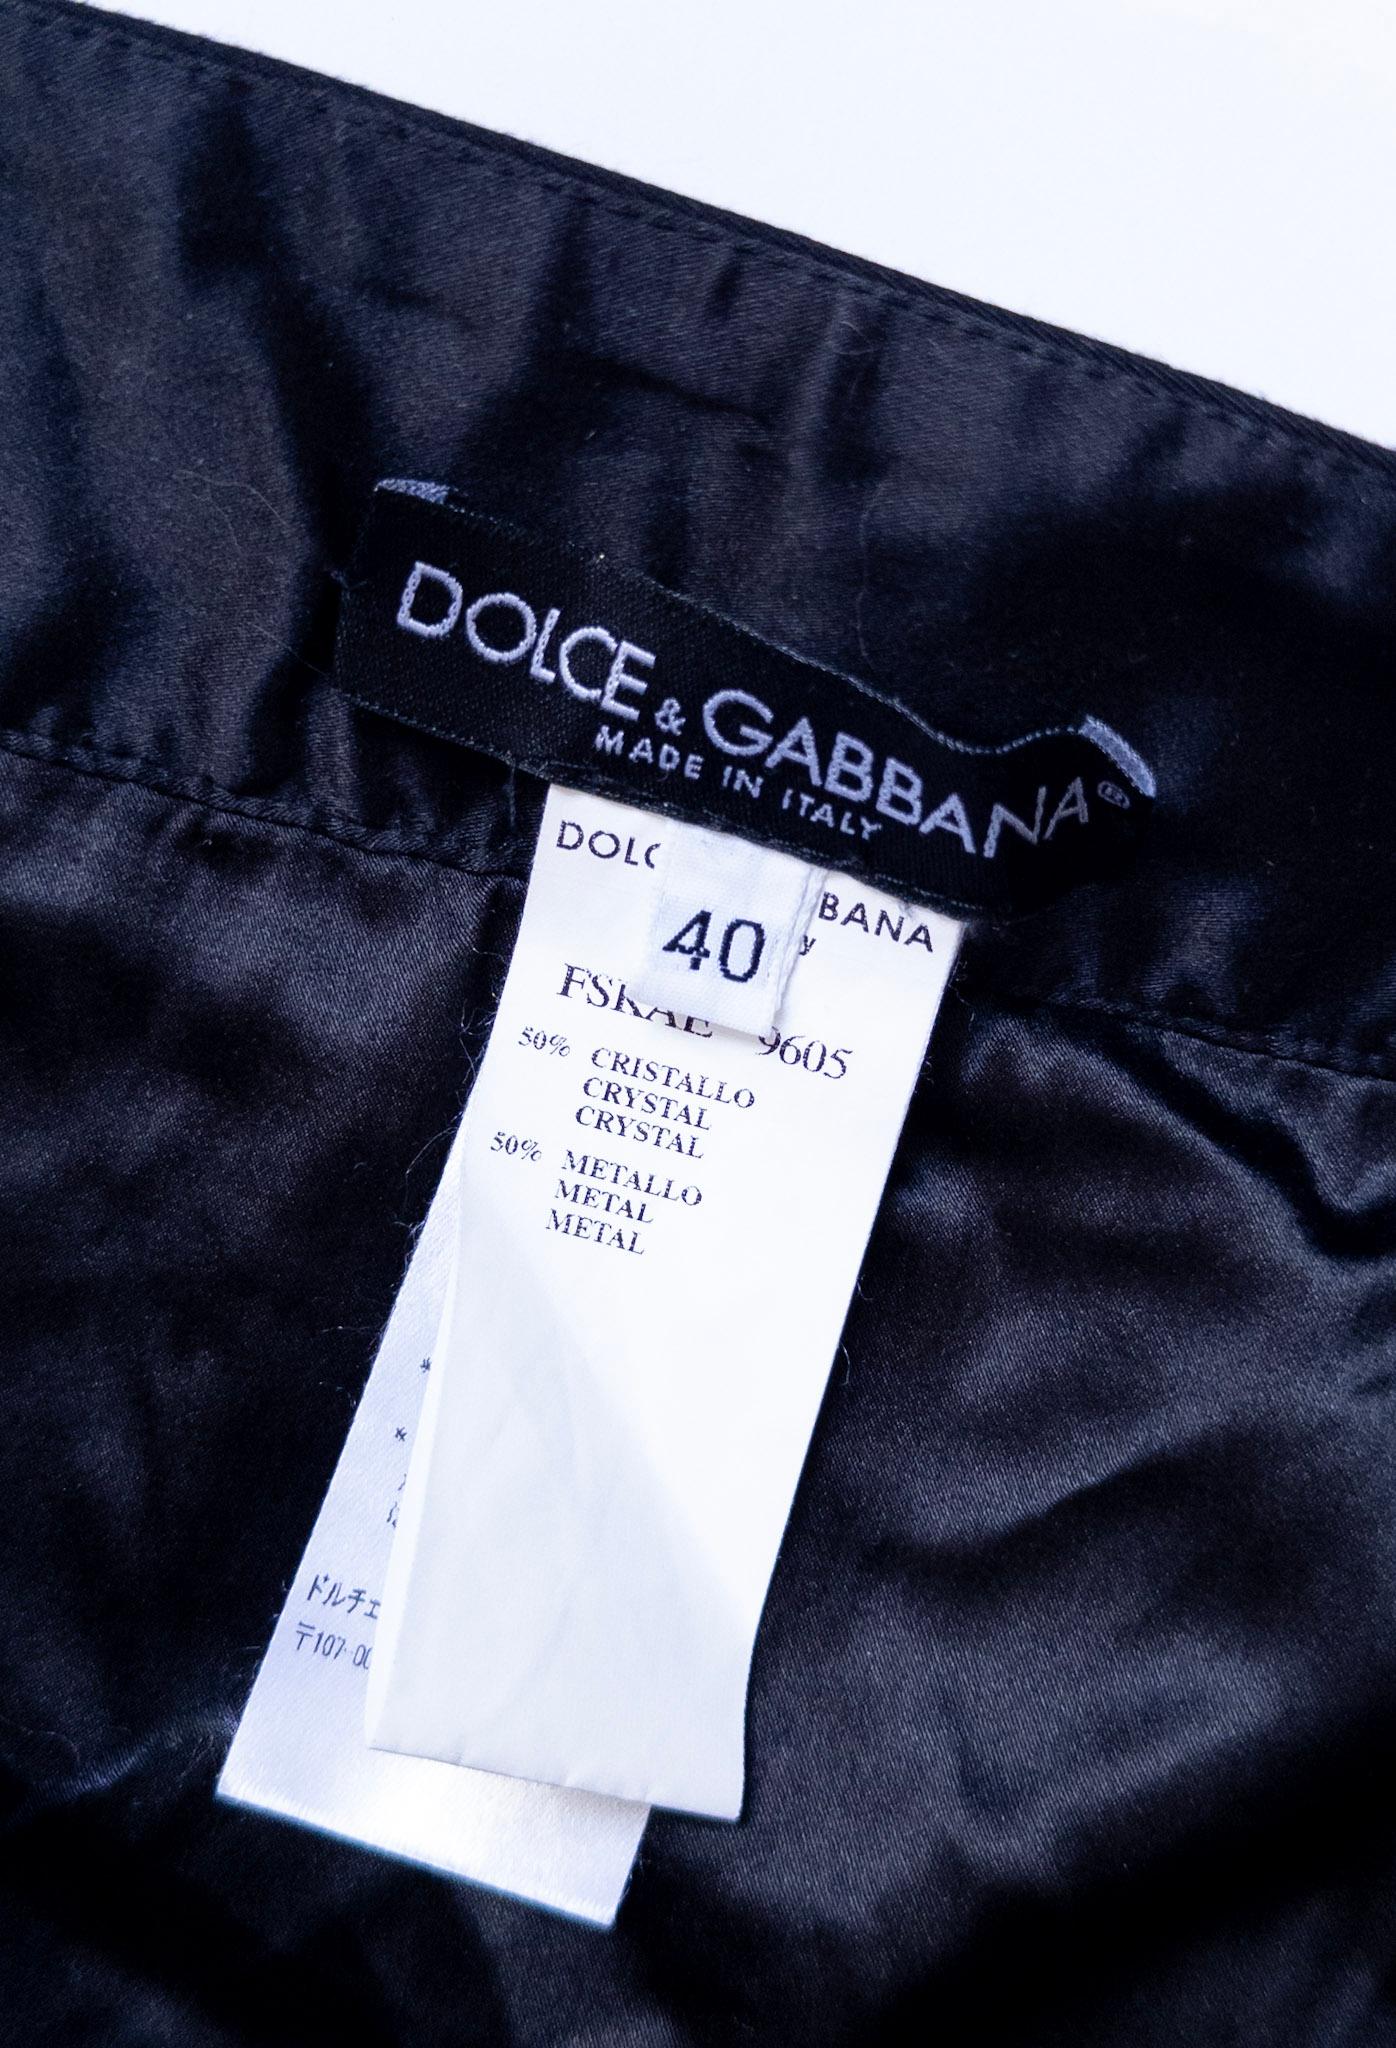 DOLCE & GABBANA®
MADE IN ITALY
DOLC BANA
40 y
FSKAE 9605
50% CRISTALLO
CRYSTAL
CRYSTAL
50% METALLO
METAL
METAL
ドルチェ
〒107-00